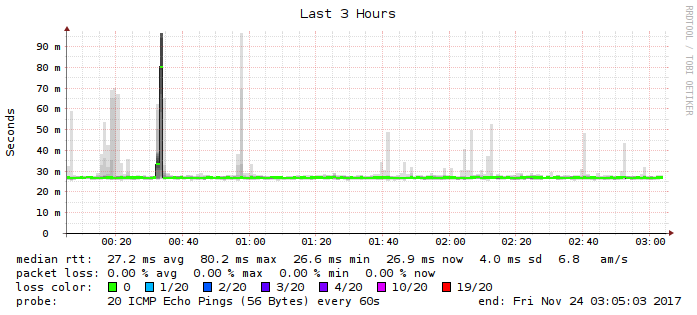 Last 3 Hours
RRDTOOL / TOBI OETIKER
Seconds
90 m
80 m
70 m
60 m
50 m
40 m
30 m
20 m
10 m
0
00:20 00:40 01:00 01:20 01:40 02:00 02:20 02:40 03:00
median rtt: 27.2 ms avg 80.2 ms max 26.6 ms min 26.9 ms now 4.0 ms sd 6.8 am/s
packet loss: 0.00 % avg 0.00 % max 0.00 % min 0.00 % now
loss color: 0 1/20 2/20 3/20 4/20 10/20 19/20
probe: 20 ICMP Echo Pings (56 Bytes) every 60s end: Fri Nov 24 03:05:03 2017